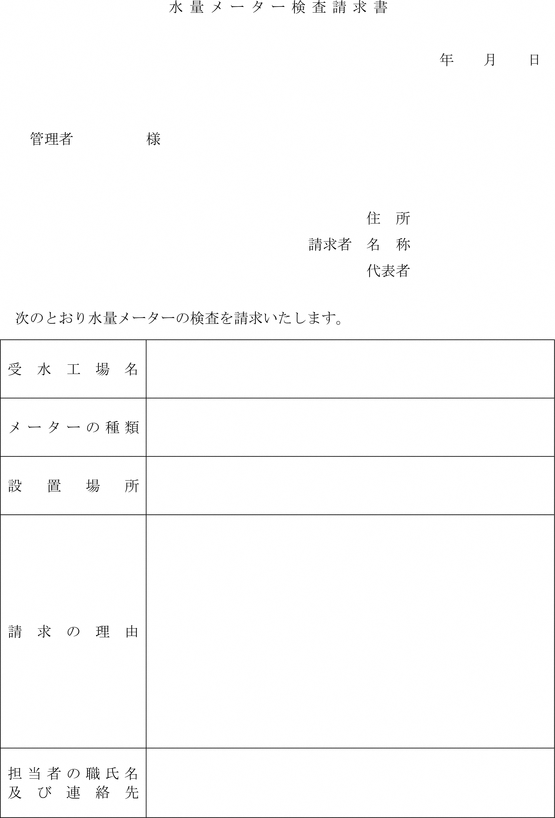 水量メーター検査請求書
年　　月　　日
管理者　　　　　様
住　所
請求者　名　称
代表者
次のとおり水量メーターの検査を請求いたします。
受水工場名
メーターの種類
設置場所
請求の理由
担当者の職氏名
及び連絡先